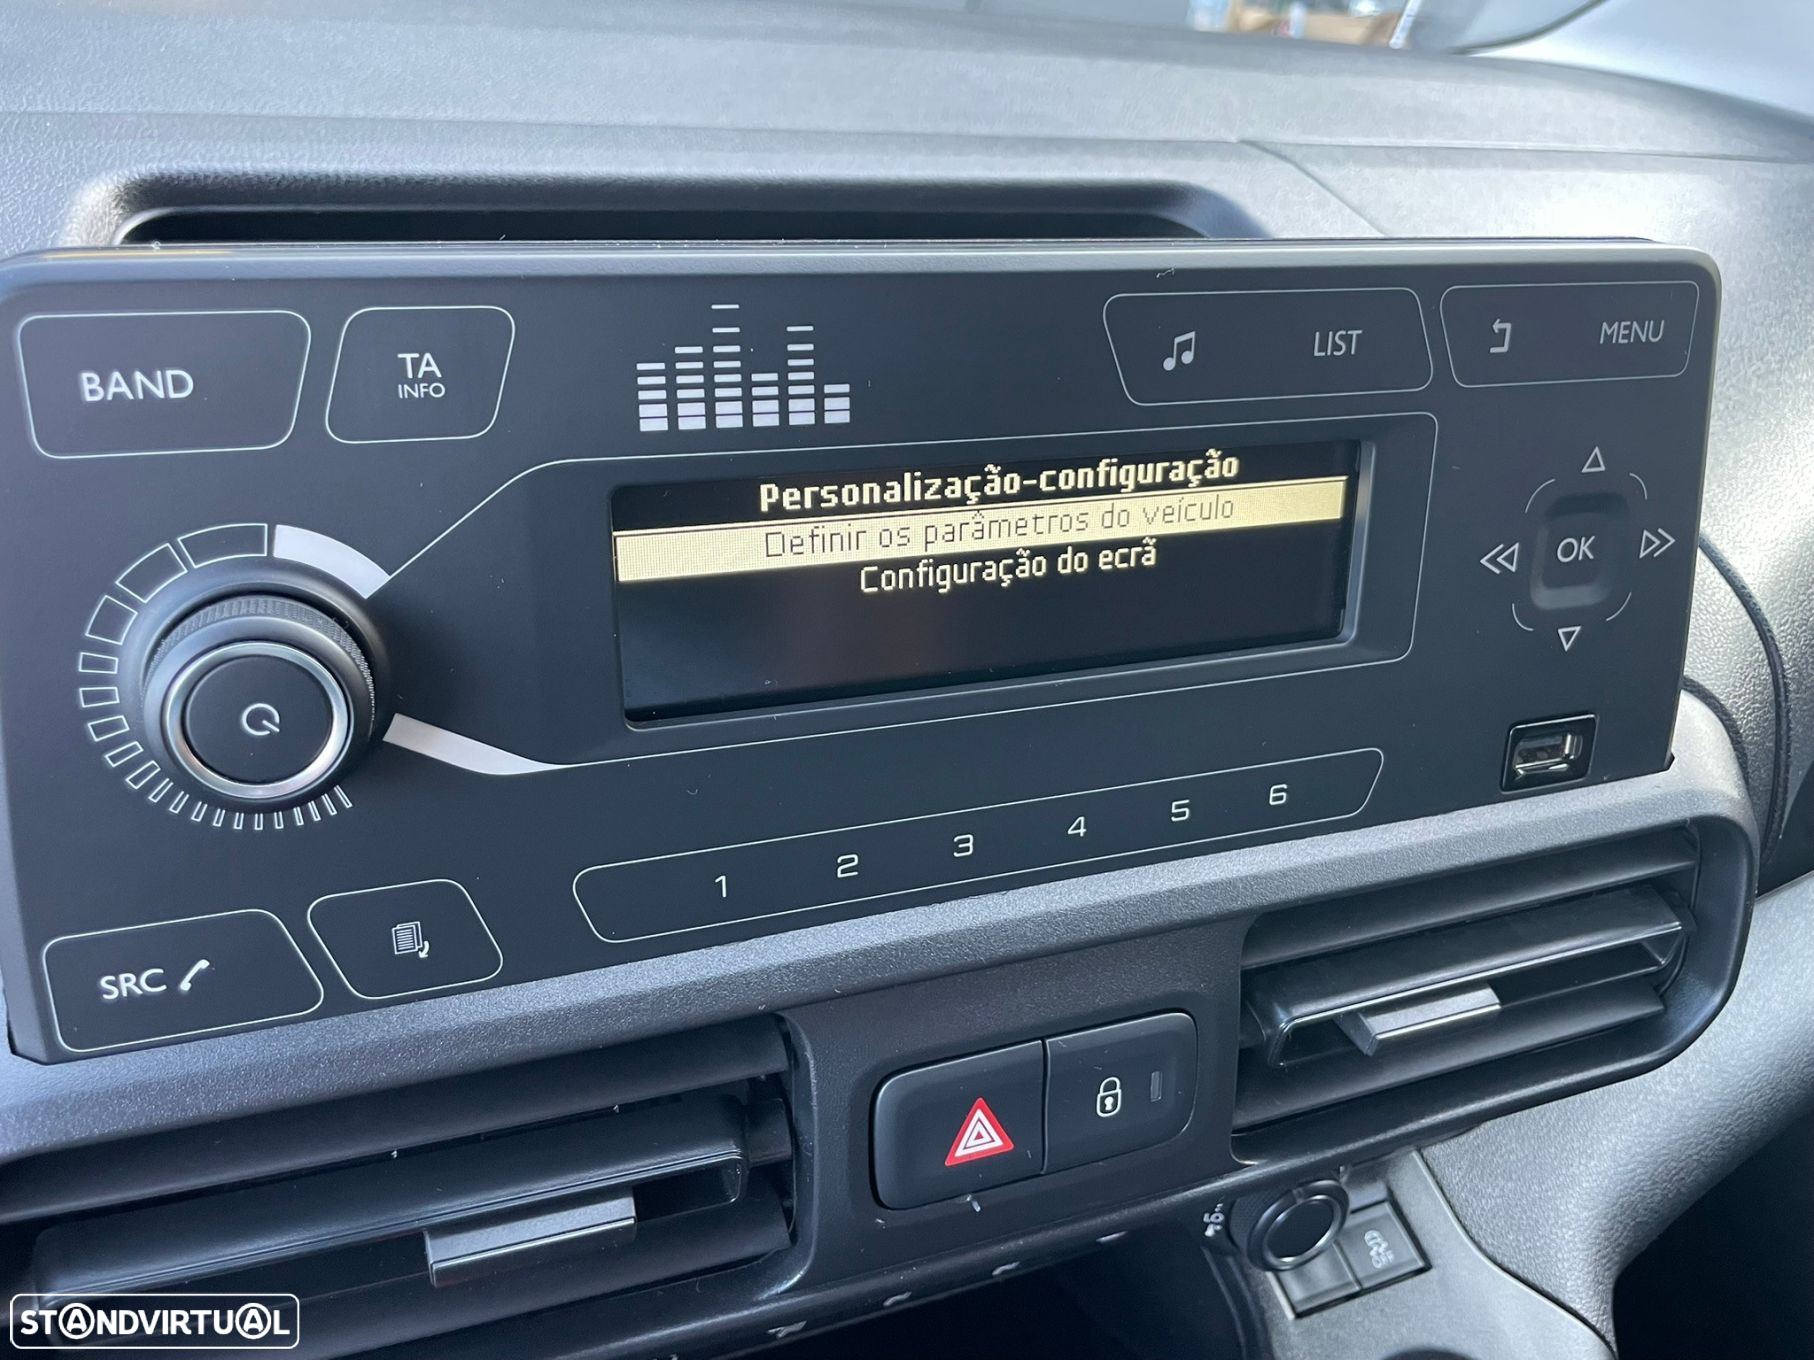 BAND
TA
INFO
LIST
MENU
Personalização-configuração
Definir os parâmetros do veículo
Configuração do ecrã
OK
1 2 3 4 5 6
SRC
STANDVIRTUAL